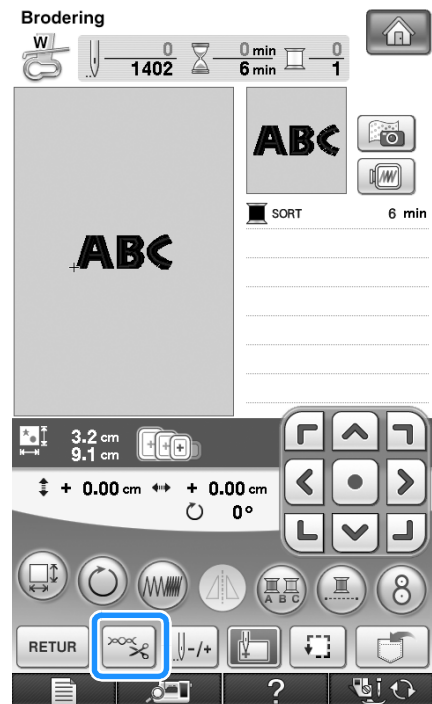 Brodering
W
0 0 min 0
1402 6 min 1
ABC ABC
SORT 6 min
3.2 cm
9.1 cm
+ 0.00 cm + 0.00 cm
0°
A B C
8
RETUR
-/+
?